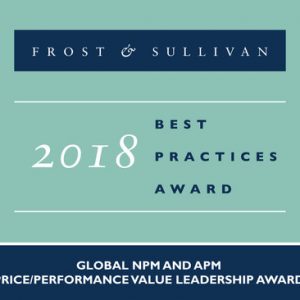 FROST & SULLIVAN
BEST
2018 PRACTICES
AWARD
GLOBAL NPM AND APM
PRICE/PERFORMANCE VALUE LEADERSHIP AWARD